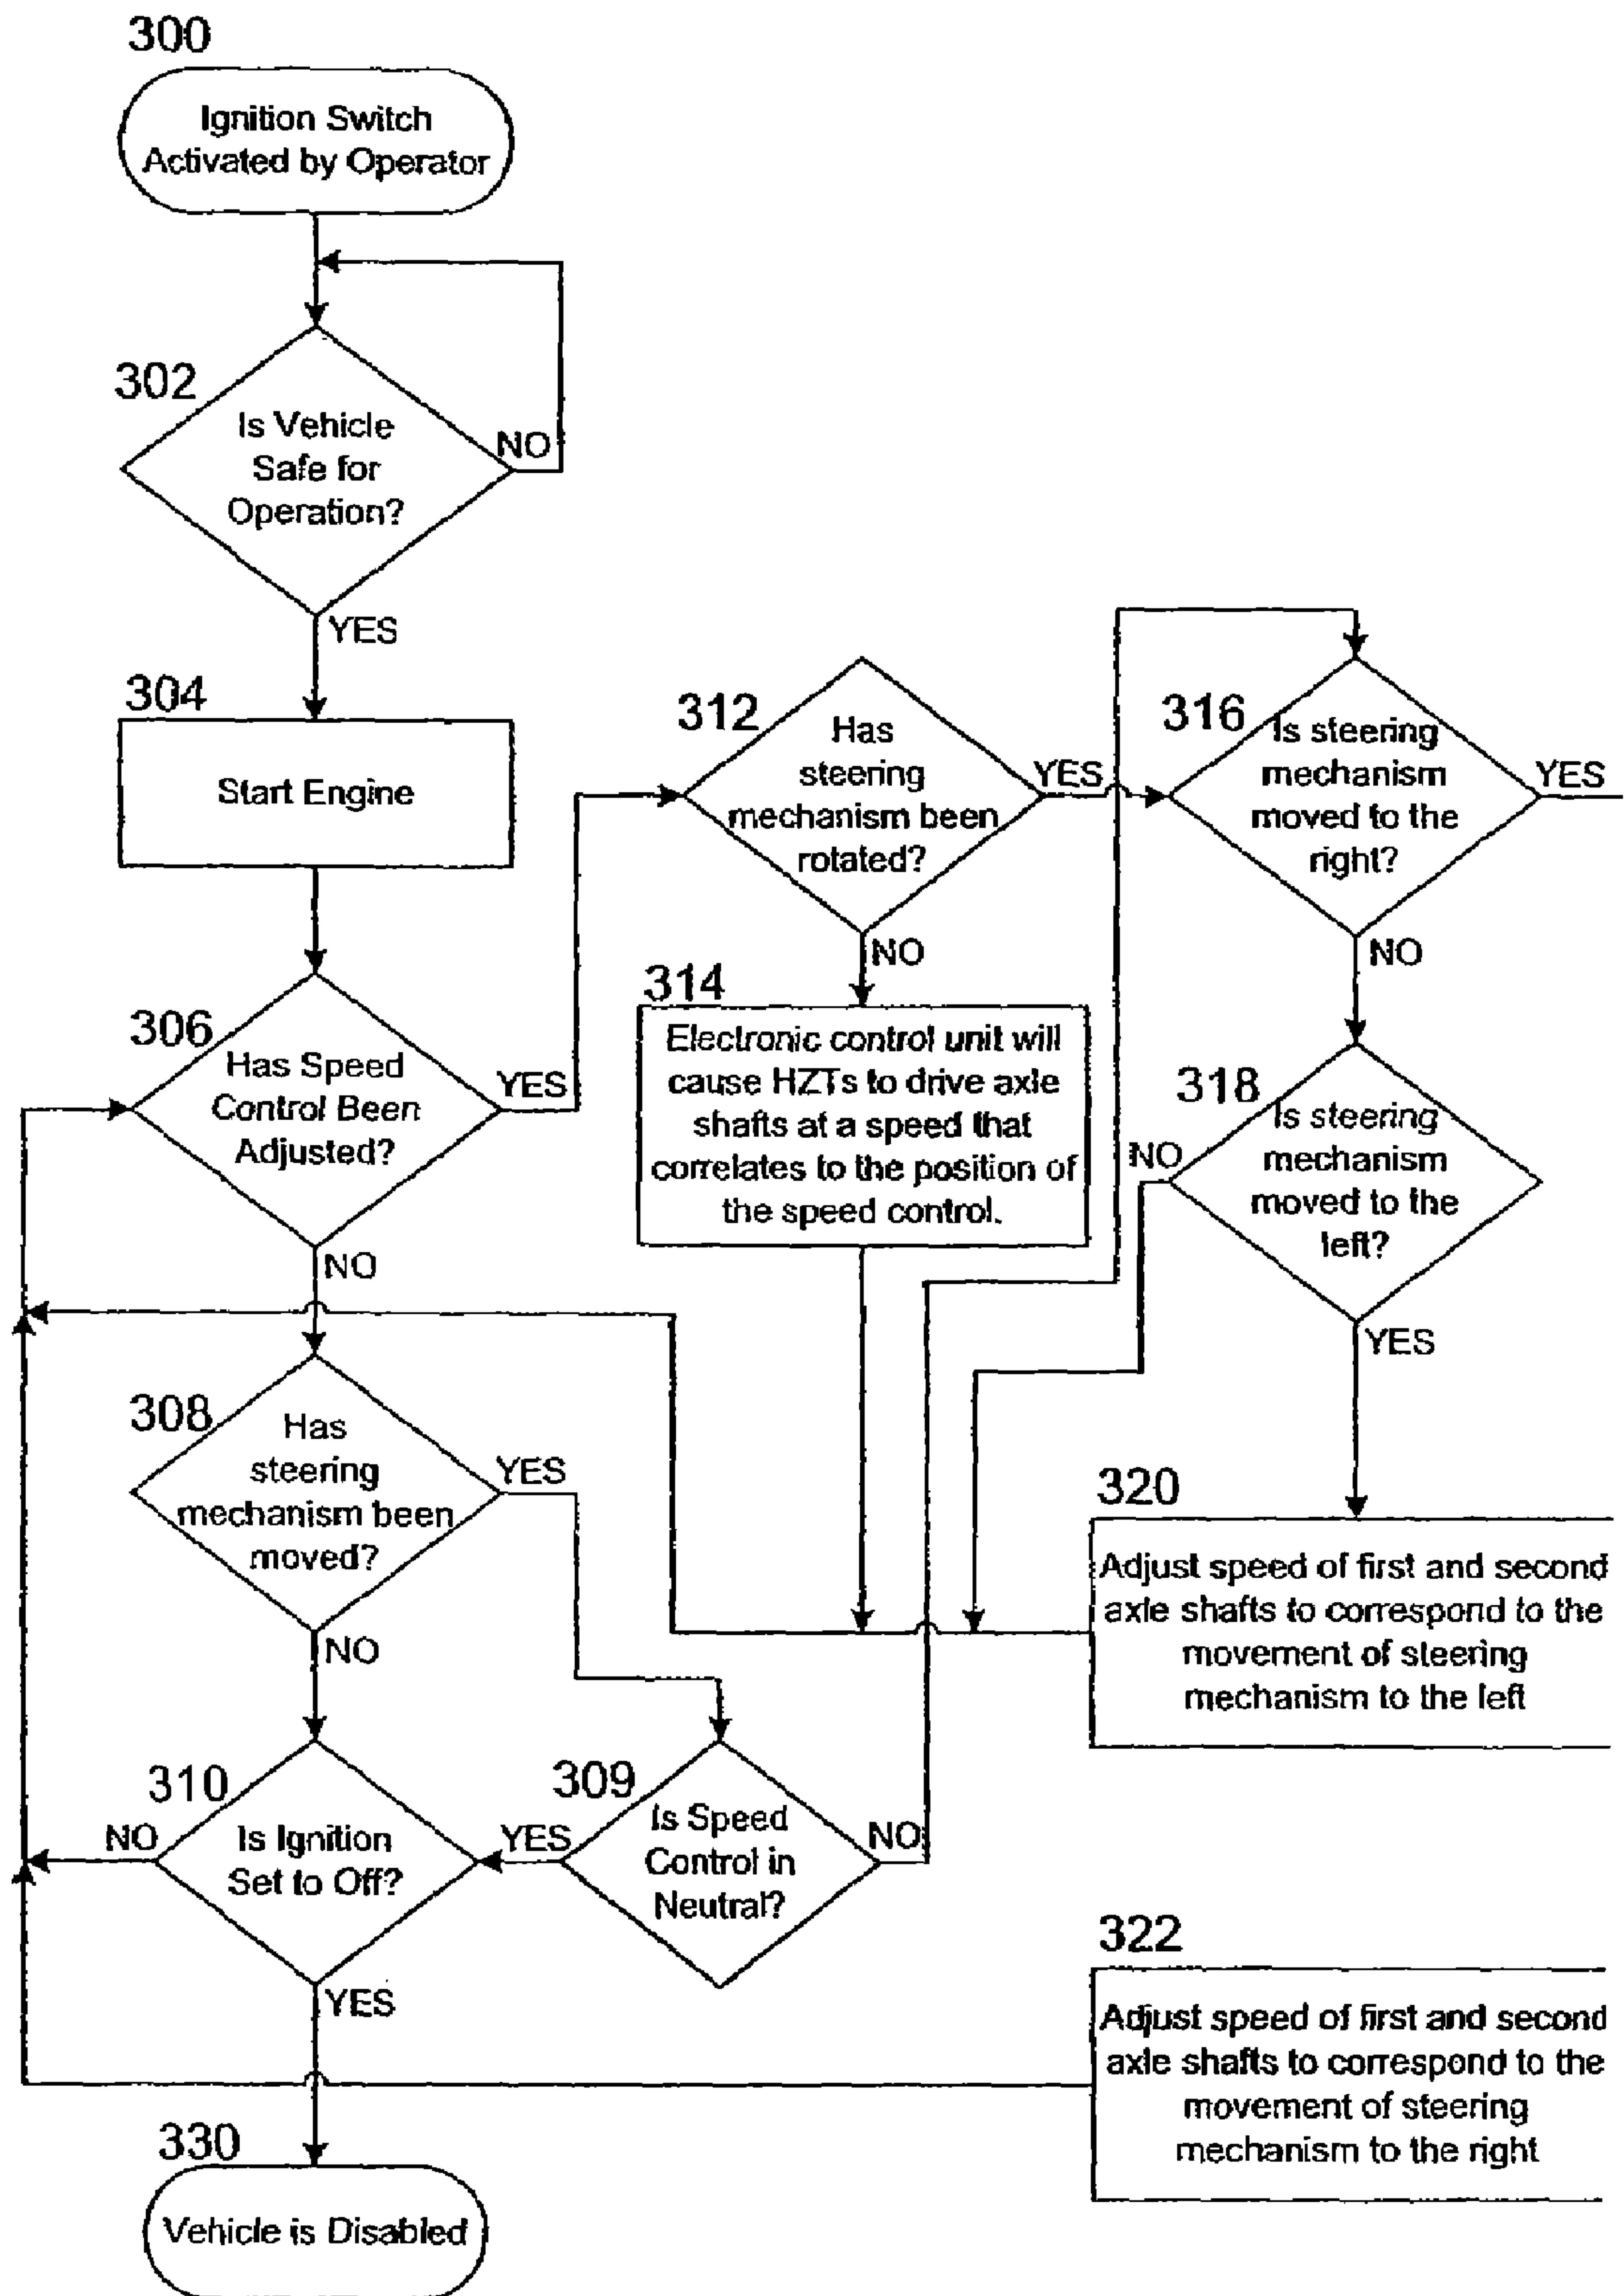 300
Ignition Switch
Activated by Operator
302
Is Vehicle
Safe for
Operation?
NO
YES
304
Start Engine
306
Has Speed
Control Been
Adjusted?
YES
NO
308
Has
steering
mechanism been
moved?
YES
NO
310
Is Ignition
Set to Off?
NO
YES
309
Is Speed
Control in
Neutral?
YES
NO
330
Vehicle is Disabled
312
Has
steering
mechanism been
rotated?
YES
NO
314
Electronic control unit will
cause HZTs to drive axle
shafts at a speed that
correlates to the position of
the speed control.
316
Is steering
mechanism
moved to the
right?
YES
NO
318
Is steering
mechanism
moved to the
left?
NO
YES
320
Adjust speed of first and second
axle shafts to correspond to the
movement of steering
mechanism to the left
322
Adjust speed of first and second
axle shafts to correspond to the
movement of steering
mechanism to the right